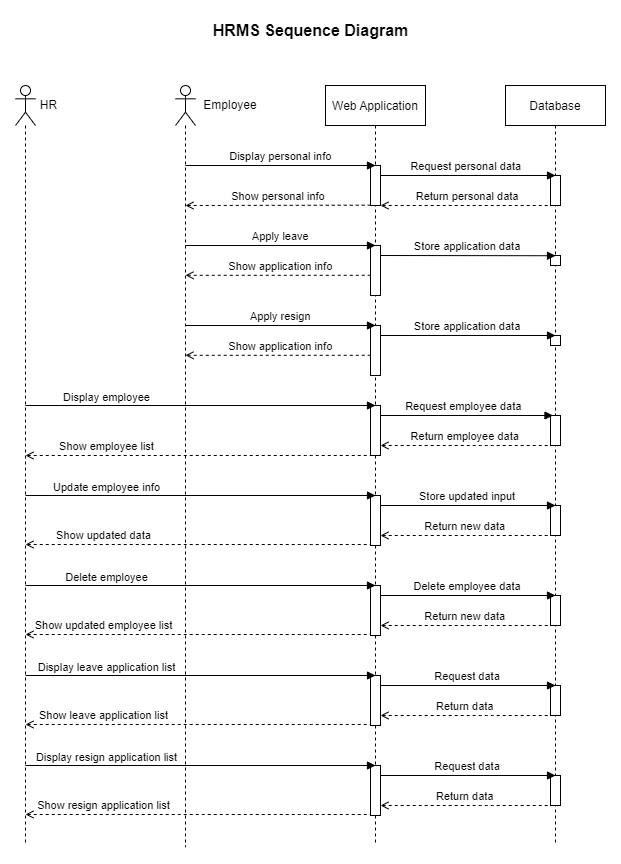 HRMS Sequence Diagram
HR
Employee
Web Application
Database
Display personal info
Request personal data
Show personal info
Return personal data
Apply leave
Store application data
Show application info
Apply resign
Store application data
Show application info
Display employee
Request employee data
Return employee data
Show employee list
Update employee info
Store updated input
Return new data
Show updated data
Delete employee
Delete employee data
Return new data
Show updated employee list
Display leave application list
Request data
Return data
Show leave application list
Display resign application list
Request data
Return data
Show resign application list